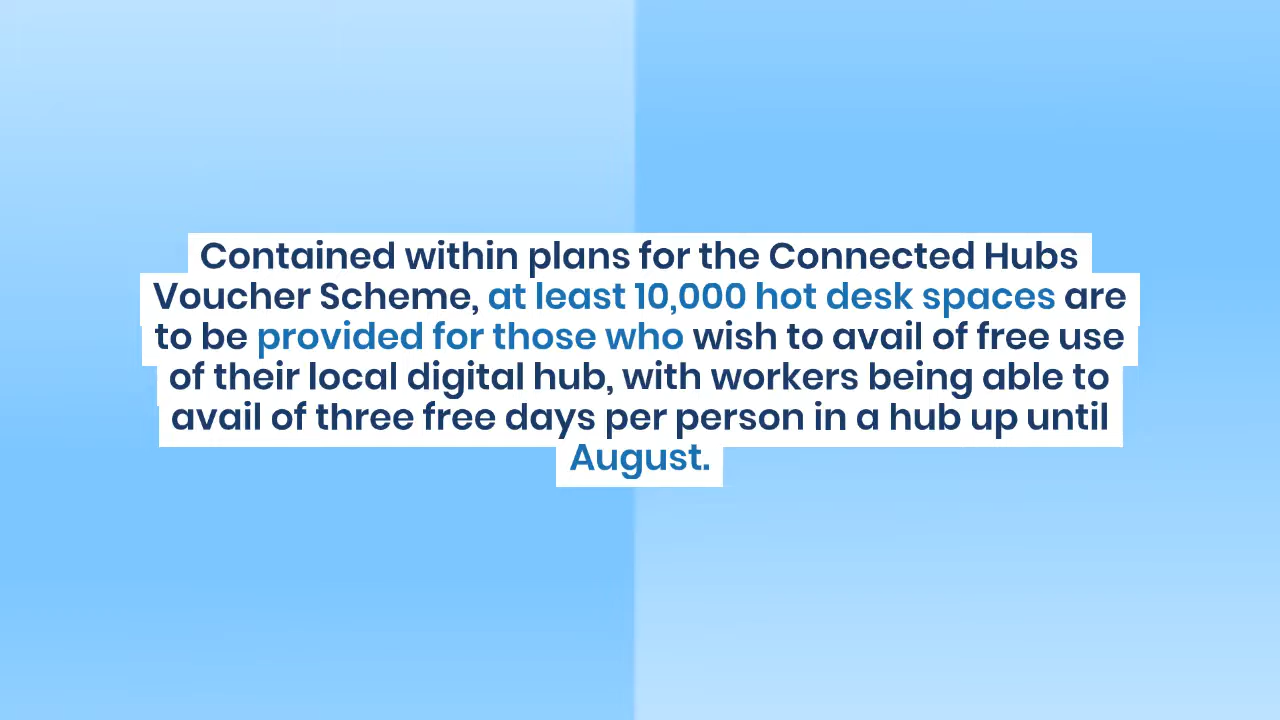 Contained within plans for the Connected Hubs
Voucher Scheme, at least 10,000 hot desk spaces are
to be provided for those who wish to avail of free use
of their local digital hub, with workers being able to
avail of three free days per person in a hub up until
August.